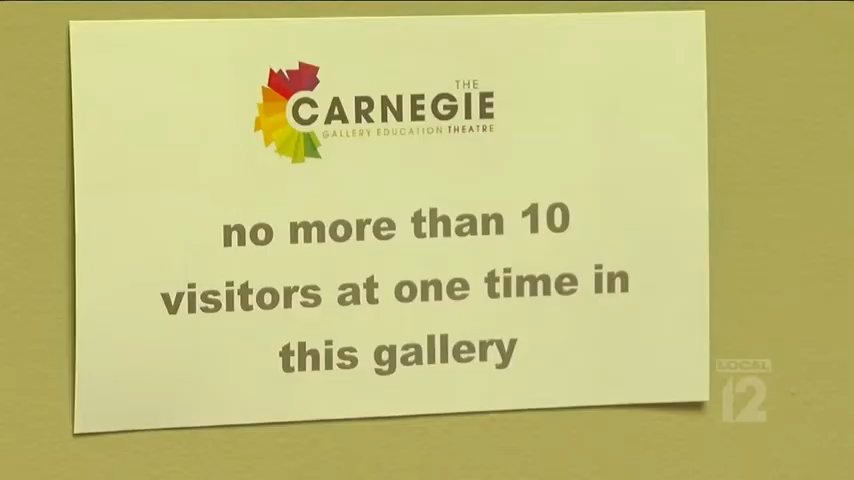 THE
CARNEGIE
GALLERY EDUCATION THEATRE
no more than 10
visitors at one time in
this gallery
LOCAL
12